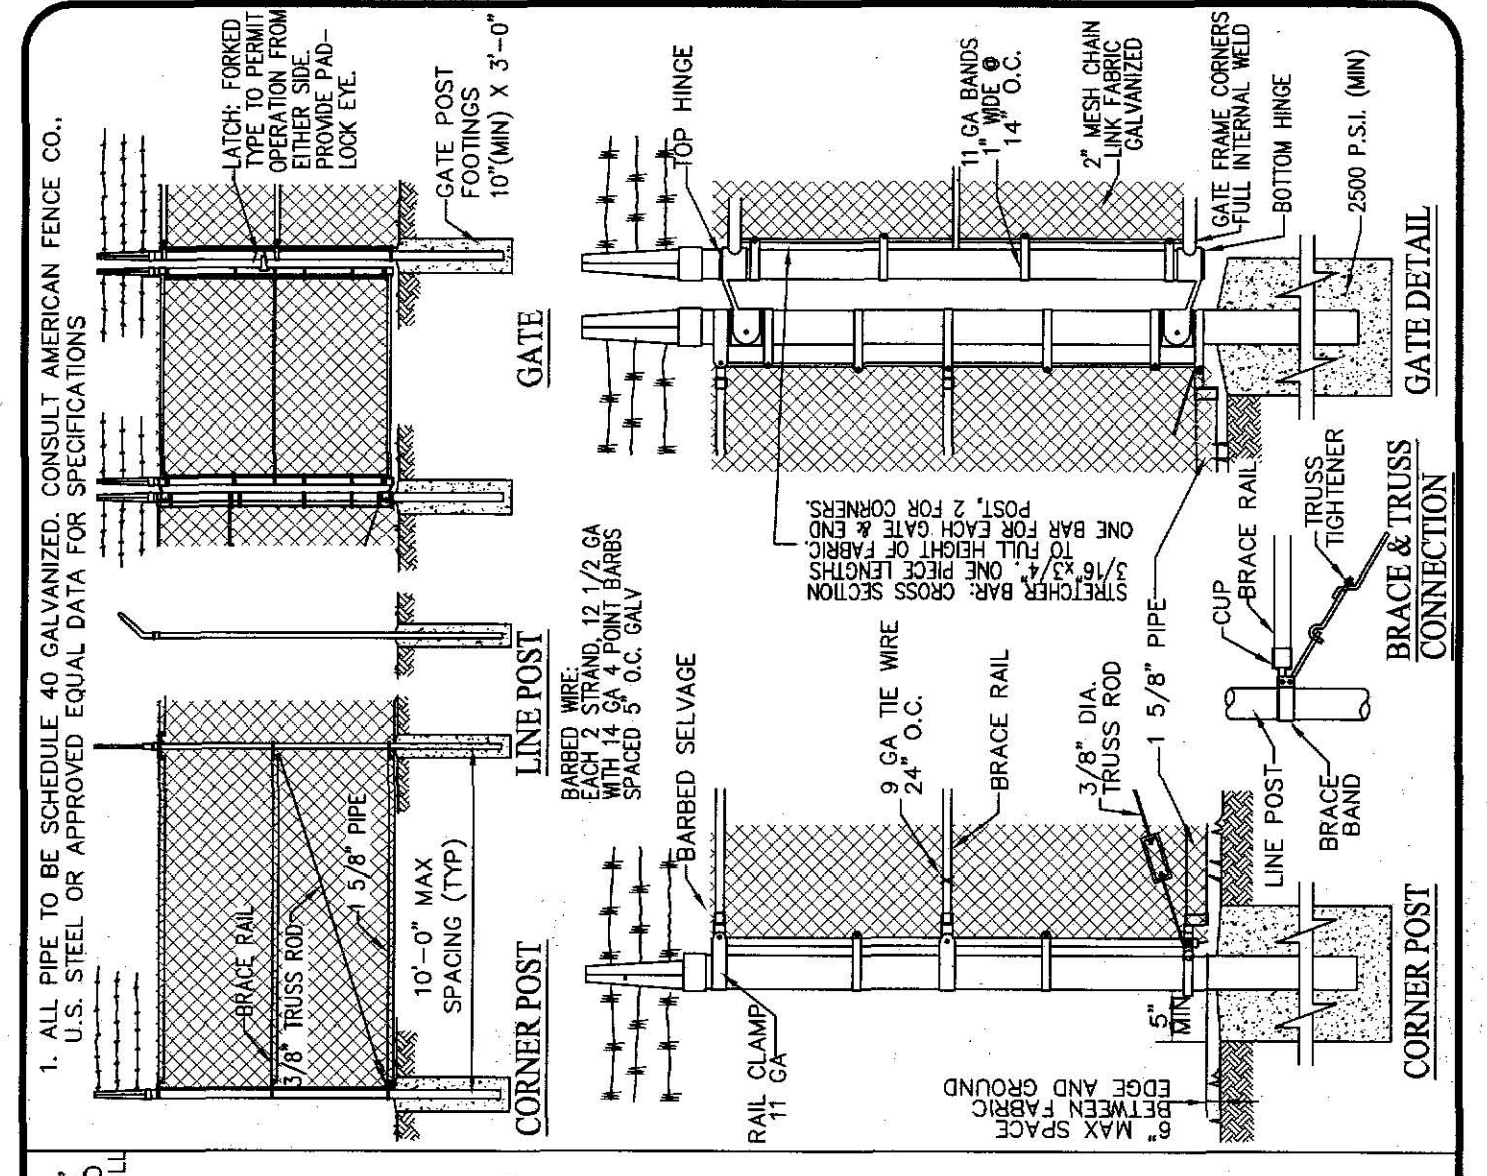 1. ALL PIPE TO BE SCHEDULE 40 GALVANIZED. CONSULT AMERICAN FENCE CO.,
U.S. STEEL OR APPROVED EQUAL DATA FOR SPECIFICATIONS
BRACE RAIL
3/8" TRUSS ROD
1 5/8" PIPE
10'-0" MAX
SPACING (TYP)
CORNER POST
LINE POST
LATCH: FORKED
TYPE TO PERMIT
OPERATION FROM
EITHER SIDE.
PROVIDE PAD-
LOCK EYE.
GATE POST
FOOTINGS
10"(MIN) X 3'-0"
GATE
BARBED WIRE:
EACH 2 STRAND, 12 1/2 GA
WITH 14 GA 4 POINT BARBS
SPACED 5" O.C. GALV
BARBED SELVAGE
RAIL CLAMP
11 GA
9 GA TIE WIRE
24" O.C.
BRACE RAIL
3/8" DIA.
TRUSS ROD
1 5/8" PIPE
5"
MIN
6" MAX SPACE
BETWEEN FABRIC
EDGE AND GROUND
CORNER POST
STRETCHER BAR: CROSS SECTION
3/16"x3/4". ONE PIECE LENGTHS
TO FULL HEIGHT OF FABRIC.
ONE BAR FOR EACH GATE & END
POST, 2 FOR CORNERS.
CUP
BRACE RAIL
TRUSS
TIGHTENER
LINE POST
BRACE
BAND
BRACE & TRUSS
CONNECTION
TOP HINGE
11 GA BANDS
1" WIDE @
14" O.C.
2" MESH CHAIN
LINK FABRIC
GALVANIZED
GATE FRAME CORNERS
FULL INTERNAL WELD
BOTTOM HINGE
2500 P.S.I. (MIN)
GATE DETAIL